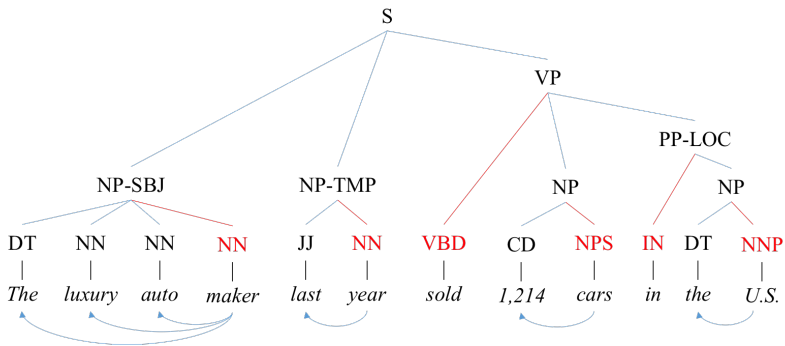 S
VP
PP-LOC
NP-SBJ NP-TMP NP NP
DT NN NN NN JJ NN VBD CD NPS IN DT NNP
The luxury auto maker last year sold 1,214 cars in the U.S.